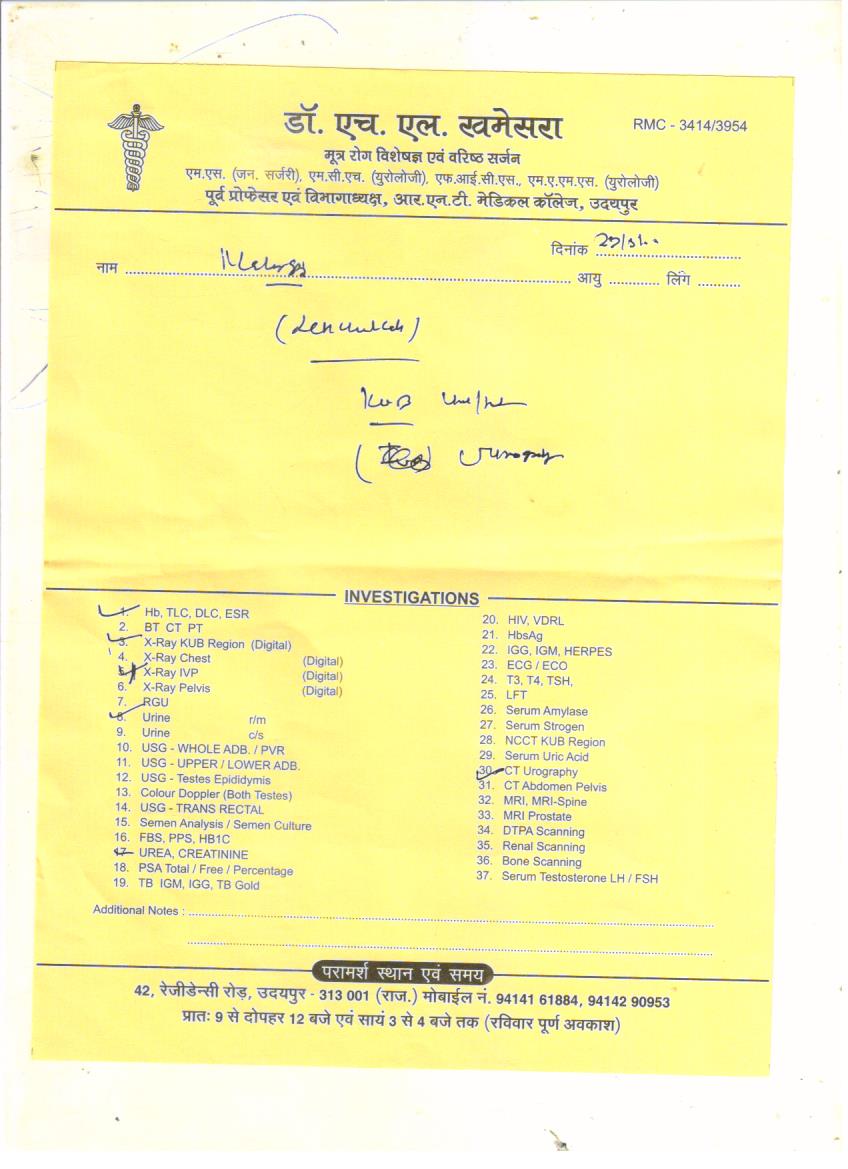 डॉ. एच. एल. खमेसरा
RMC - 3414/3954
मूत्र रोग विशेषज्ञ एवं वरिष्ठ सर्जन
एम.एस. (जन. सर्जरी), एम.सी.एच. (युरोलोजी), एफ.आई.सी.एस., एम.ए.एम.एस. (युरोलोजी)
पूर्व प्रोफेसर एवं विभागाध्यक्ष, आर.एन.टी. मेडिकल कॉलेज, उदयपुर
दिनांक
नाम आयु लिंग
KUB
Urography
INVESTIGATIONS
1. Hb, TLC, DLC, ESR
2. BT CT PT
3. X-Ray KUB Region (Digital)
4. X-Ray Chest (Digital)
5. X-Ray IVP (Digital)
6. X-Ray Pelvis (Digital)
7. RGU
8. Urine r/m
9. Urine c/s
10. USG - WHOLE ADB. / PVR
11. USG - UPPER / LOWER ADB.
12. USG - Testes Epididymis
13. Colour Doppler (Both Testes)
14. USG - TRANS RECTAL
15. Semen Analysis / Semen Culture
16. FBS, PPS, HB1C
17. UREA, CREATININE
18. PSA Total / Free / Percentage
19. TB IGM, IGG, TB Gold
20. HIV, VDRL
21. HbsAg
22. IGG, IGM, HERPES
23. ECG / ECO
24. T3, T4, TSH,
25. LFT
26. Serum Amylase
27. Serum Strogen
28. NCCT KUB Region
29. Serum Uric Acid
30. CT Urography
31. CT Abdomen Pelvis
32. MRI, MRI-Spine
33. MRI Prostate
34. DTPA Scanning
35. Renal Scanning
36. Bone Scanning
37. Serum Testosterone LH / FSH
Additional Notes :
परामर्श स्थान एवं समय
42, रेजीडेन्सी रोड़, उदयपुर - 313 001 (राज.) मोबाईल नं. 94141 61884, 94142 90953
प्रातः 9 से दोपहर 12 बजे एवं सायं 3 से 4 बजे तक (रविवार पूर्ण अवकाश)